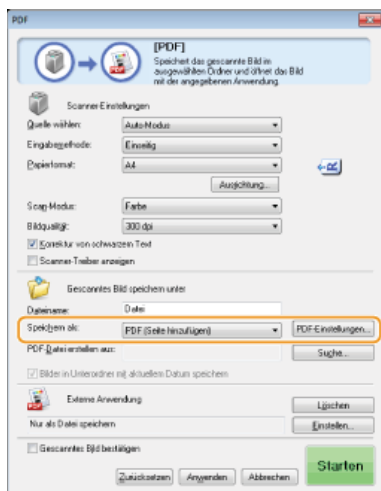 PDF
[PDF]
Speichert das gescannte Bild im
ausgewählten Ordner und öffnet das Bild
mit der angegebenen Anwendung.
Scanner-Einstellungen
Quelle wählen: Auto-Modus
Eingabemethode: Einseitig
Papierformat: A4
Ausrichtung...
Scan-Modus: Farbe
Bildqualität: 300 dpi
Korrektur von schwarzem Text
Scanner-Treiber anzeigen
Gescanntes Bild speichern unter
Dateiname: Datei
Speichern als: PDF (Seite hinzufügen) PDF-Einstellungen...
PDF-Datei erstellen aus: Suche...
Bilder in Unterordner mit aktuellem Datum speichern
Externe Anwendung Löschen
Nur als Datei speichern Einstellen...
Gescanntes Bild bestätigen
Zurücksetzen Anwenden Abbrechen Starten